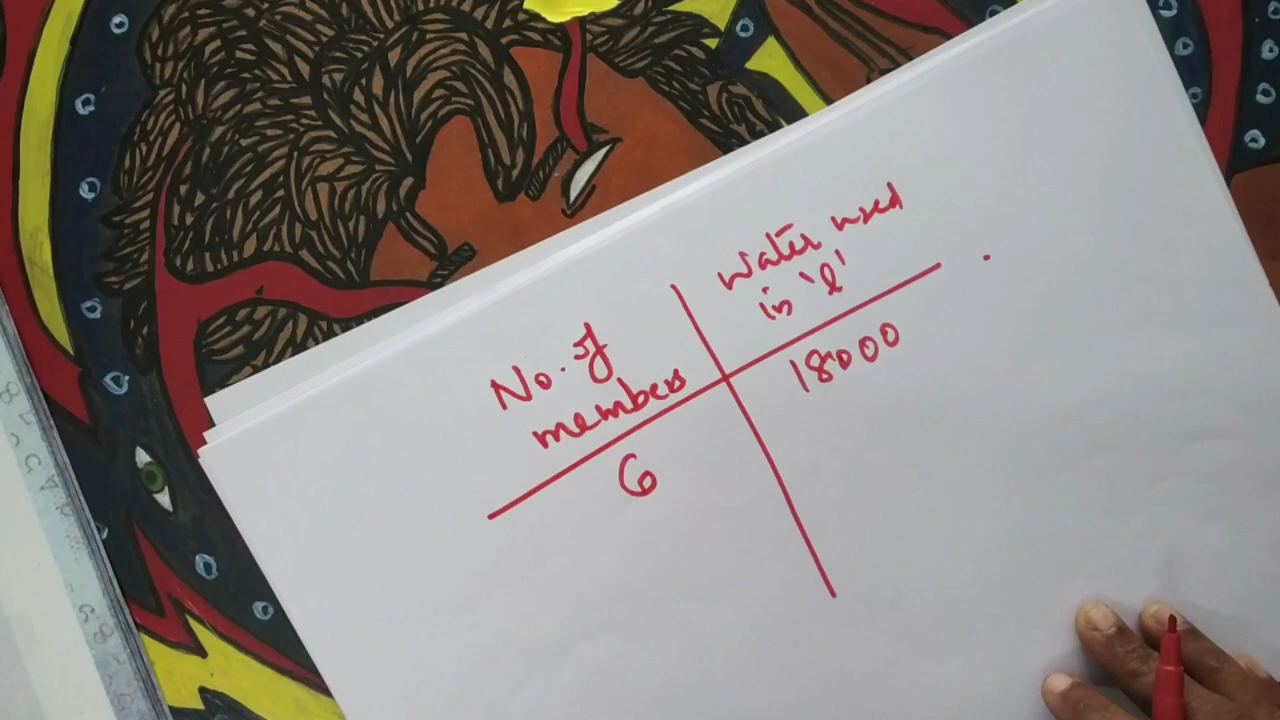 No. of
members
Water used
in 'l'
6
18000